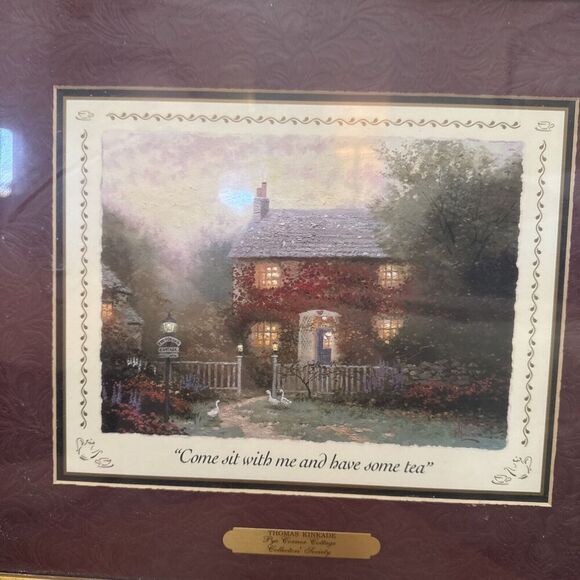 "Come sit with me and have some tea"
THOMAS KINKADE
Pye Corner Cottage
Collectors' Society